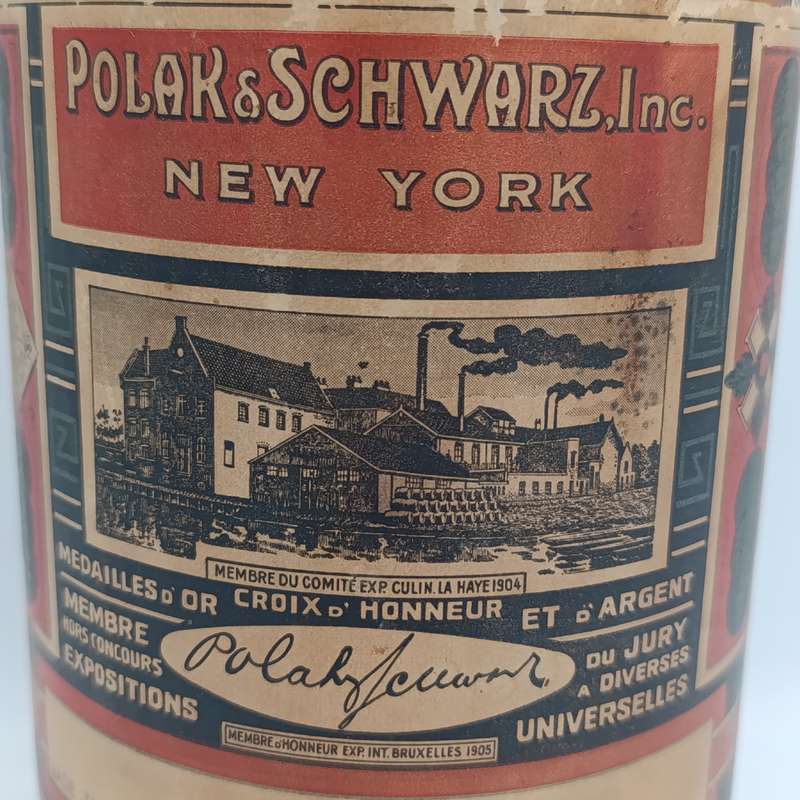 POLAK & SCHWARZ, Inc.
NEW YORK
MEMBRE DU COMITÉ EXP. CULIN. LA HAYE 1904
MEDAILLES D'OR CROIX D'HONNEUR ET D'ARGENT
MEMBRE
HORS CONCOURS
EXPOSITIONS
Polak & Schwarz
DU JURY
A DIVERSES
UNIVERSELLES
MEMBRE D'HONNEUR EXP. INT. BRUXELLES 1905